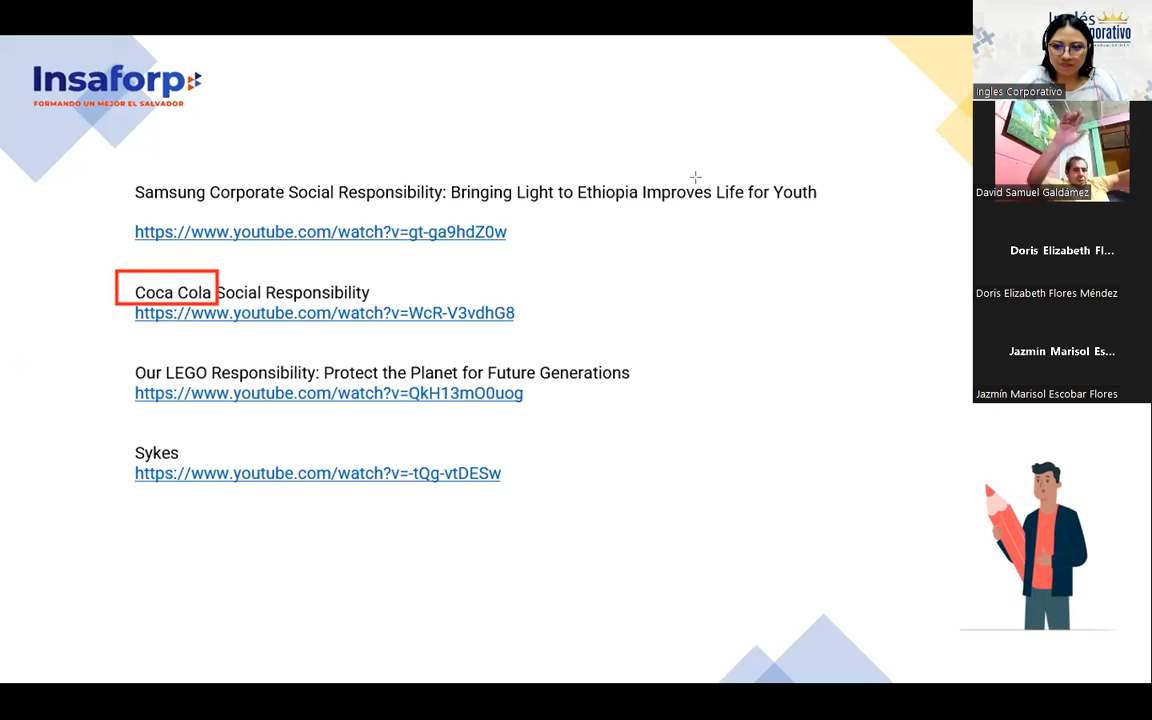 Insaforp
FORMANDO UN MEJOR EL SALVADOR
Samsung Corporate Social Responsibility: Bringing Light to Ethiopia Improves Life for Youth
https://www.youtube.com/watch?v=gt-ga9hdZ0w
Coca Cola Social Responsibility
https://www.youtube.com/watch?v=WcR-V3vdhG8
Our LEGO Responsibility: Protect the Planet for Future Generations
https://www.youtube.com/watch?v=QkH13mO0uog
Sykes
https://www.youtube.com/watch?v=-tQg-vtDESw
Ingles Corporativo
David Samuel Galdámez
Doris Elizabeth Fl...
Doris Elizabeth Flores Méndez
Jazmín Marisol Es...
Jazmín Marisol Escobar Flores